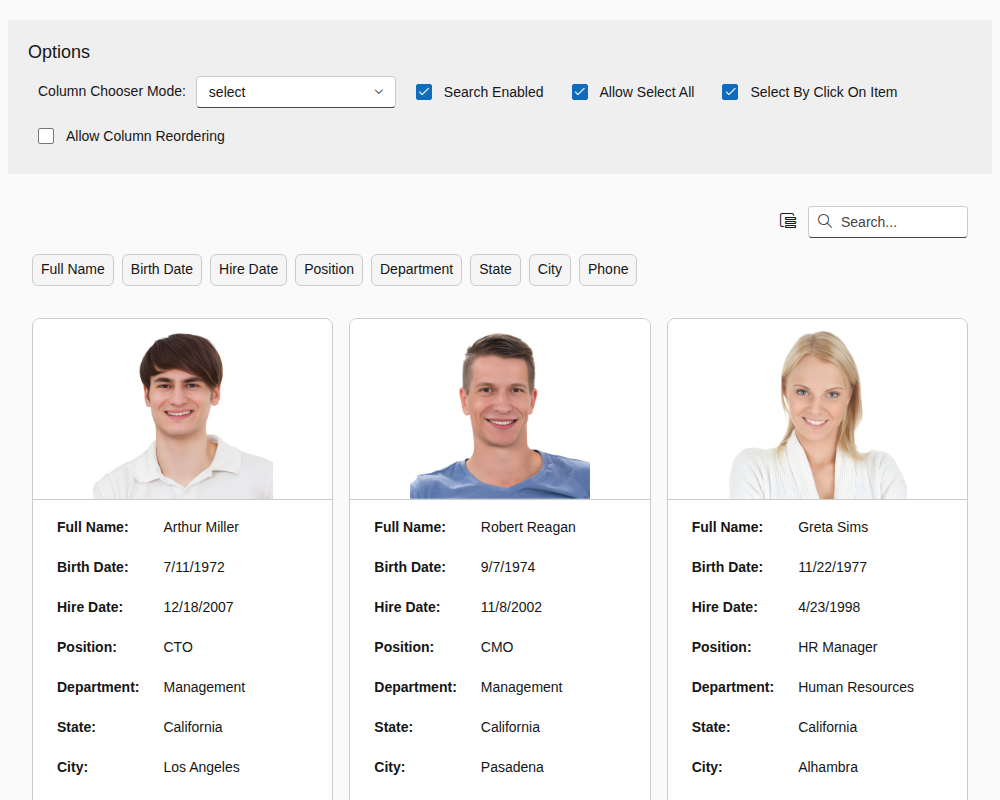 Options
Column Chooser Mode: select Search Enabled Allow Select All Select By Click On Item
Allow Column Reordering
Search...
Full Name Birth Date Hire Date Position Department State City Phone
Full Name: Arthur Miller Full Name: Robert Reagan Full Name: Greta Sims
Birth Date: 7/11/1972 Birth Date: 9/7/1974 Birth Date: 11/22/1977
Hire Date: 12/18/2007 Hire Date: 11/8/2002 Hire Date: 4/23/1998
Position: CTO Position: CMO Position: HR Manager
Department: Management Department: Management Department: Human Resources
State: California State: California State: California
City: Los Angeles City: Pasadena City: Alhambra